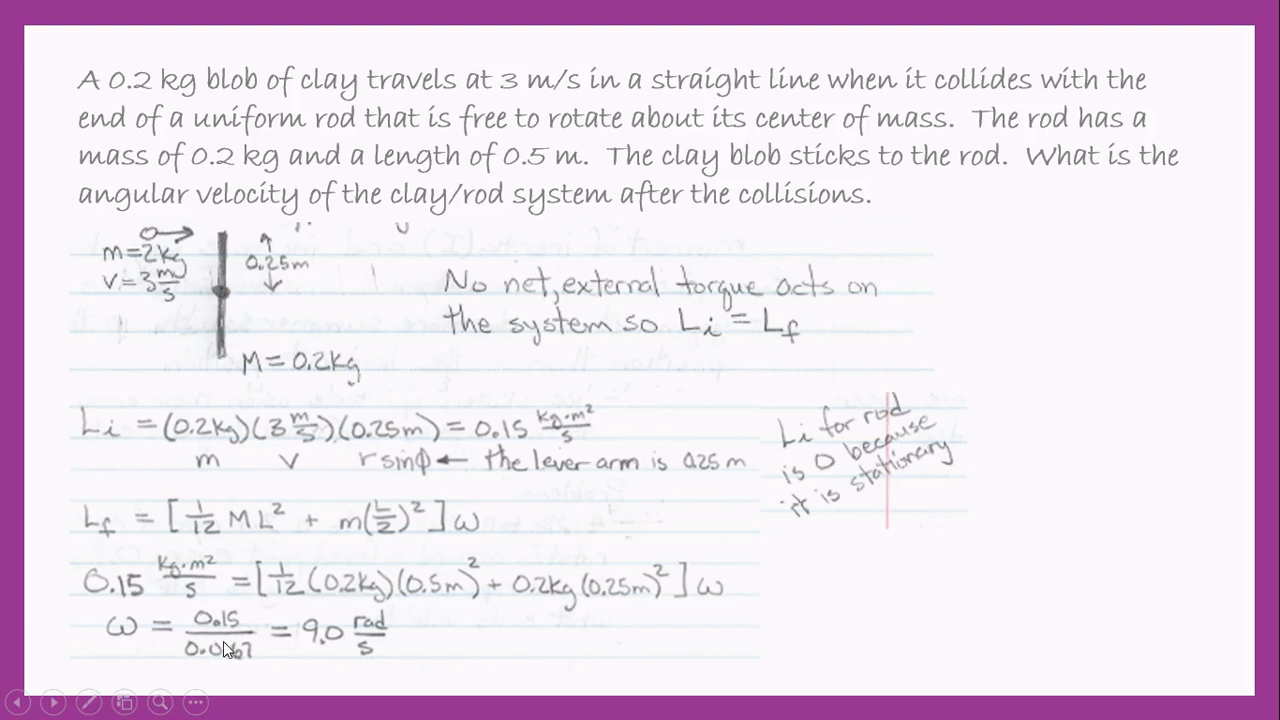 A 0.2 kg blob of clay travels at 3 m/s in a straight line when it collides with the
end of a uniform rod that is free to rotate about its center of mass. The rod has a
mass of 0.2 kg and a length of 0.5 m. The clay blob sticks to the rod. What is the
angular velocity of the clay/rod system after the collisions.
m=2kg
v=3 m/s
0.25m
M=0.2kg
No net, external torque acts on
the system so Li = Lf
Li = (0.2kg)(3 m/s)(0.25m) = 0.15 kg·m²/s
m v r sinϕ ← the lever arm is 0.25 m
Li for rod
is 0 because
it is stationary
Lf = [1/12 ML² + m(L/2)²]ω
0.15 kg·m²/s = [1/12 (0.2kg)(0.5m)² + 0.2kg(0.25m)²]ω
ω = 0.15/ = 9.0 rad/s